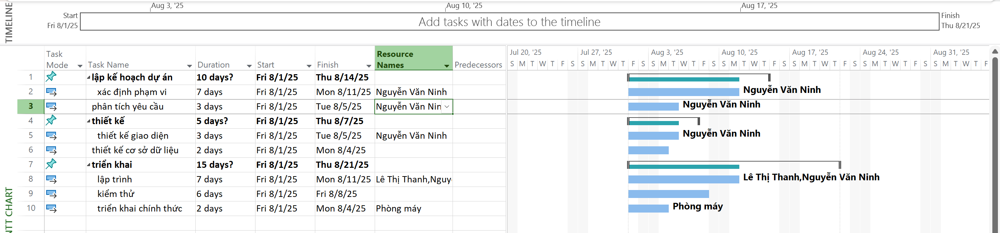 TIMELINE
Aug 3, '25 Aug 10, '25 Aug 17, '25
Start
Fri 8/1/25
Add tasks with dates to the timeline
Finish
Thu 8/21/25
Task Mode Task Name Duration Start Finish Resource Names Predecessors
Jul 20, '25 Jul 27, '25 Aug 3, '25 Aug 10, '25 Aug 17, '25 Aug 24, '25 Aug 31, '25
S M T W T F S S M T W T F S S M T W T F S S M T W T F S S M T W T F S S M T W T F S S M T W T F
1 lập kế hoạch dự án 10 days? Fri 8/1/25 Thu 8/14/25
2 xác định phạm vi 7 days Fri 8/1/25 Mon 8/11/25 Nguyễn Văn Ninh Nguyễn Văn Ninh
3 phân tích yêu cầu 3 days Fri 8/1/25 Tue 8/5/25 Nguyễn Văn Nin Nguyễn Văn Ninh
4 thiết kế 5 days? Fri 8/1/25 Thu 8/7/25
5 thiết kế giao diện 3 days Fri 8/1/25 Tue 8/5/25 Nguyễn Văn Ninh Nguyễn Văn Ninh
6 thiết kế cơ sở dữ liệu 2 days Fri 8/1/25 Mon 8/4/25
7 triển khai 15 days? Fri 8/1/25 Thu 8/21/25
8 lập trình 7 days Fri 8/1/25 Mon 8/11/25 Lê Thị Thanh,Nguy Lê Thị Thanh,Nguyễn Văn Ninh
9 kiểm thử 6 days Fri 8/1/25 Fri 8/8/25
10 triển khai chính thức 2 days Fri 8/1/25 Mon 8/4/25 Phòng máy Phòng máy
NTT CHART